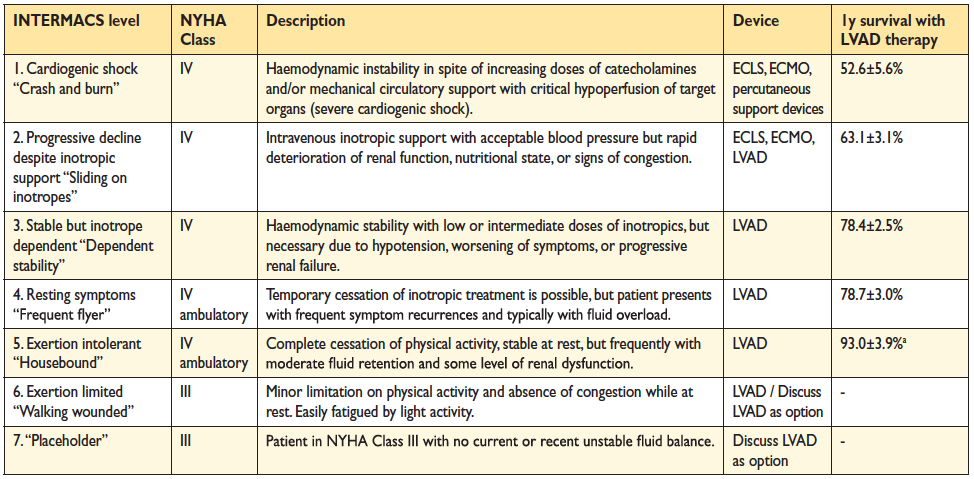 INTERMACS level
NYHA
Class
Description
Device
1y survival with
LVAD therapy
1. Cardiogenic shock
“Crash and burn”
IV
Haemodynamic instability in spite of increasing doses of catecholamines
and/or mechanical circulatory support with critical hypoperfusion of target
organs (severe cardiogenic shock).
ECLS, ECMO,
percutaneous
support devices
52.6±5.6%
2. Progressive decline
despite inotropic
support “Sliding on
inotropes”
IV
Intravenous inotropic support with acceptable blood pressure but rapid
deterioration of renal function, nutritional state, or signs of congestion.
ECLS, ECMO,
LVAD
63.1±3.1%
3. Stable but inotrope
dependent “Dependent
stability”
IV
Haemodynamic stability with low or intermediate doses of inotropics, but
necessary due to hypotension, worsening of symptoms, or progressive
renal failure.
LVAD
78.4±2.5%
4. Resting symptoms
“Frequent flyer”
IV
ambulatory
Temporary cessation of inotropic treatment is possible, but patient presents
with frequent symptom recurrences and typically with fluid overload.
LVAD
78.7±3.0%
5. Exertion intolerant
“Housebound”
IV
ambulatory
Complete cessation of physical activity, stable at rest, but frequently with
moderate fluid retention and some level of renal dysfunction.
LVAD
93.0±3.9%ª
6. Exertion limited
“Walking wounded”
III
Minor limitation on physical activity and absence of congestion while at
rest. Easily fatigued by light activity.
LVAD / Discuss
LVAD as option
-
7. “Placeholder”
III
Patient in NYHA Class III with no current or recent unstable fluid balance.
Discuss LVAD
as option
-